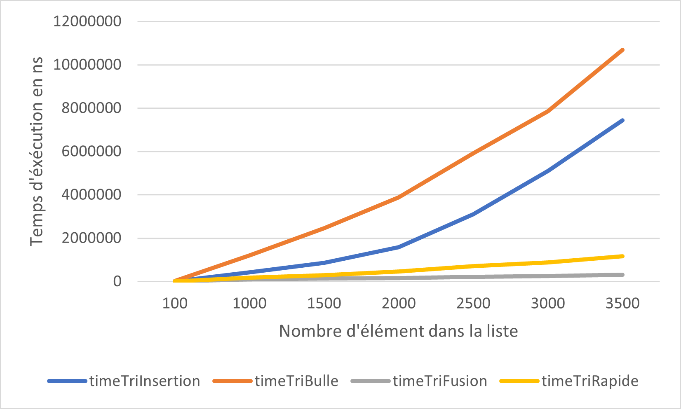 12000000
10000000
8000000
6000000
4000000
2000000
0
Temps d'éxécution en ns
100 1000 1500 2000 2500 3000 3500
Nombre d'élément dans la liste
timeTriInsertion timeTriBulle timeTriFusion timeTriRapide